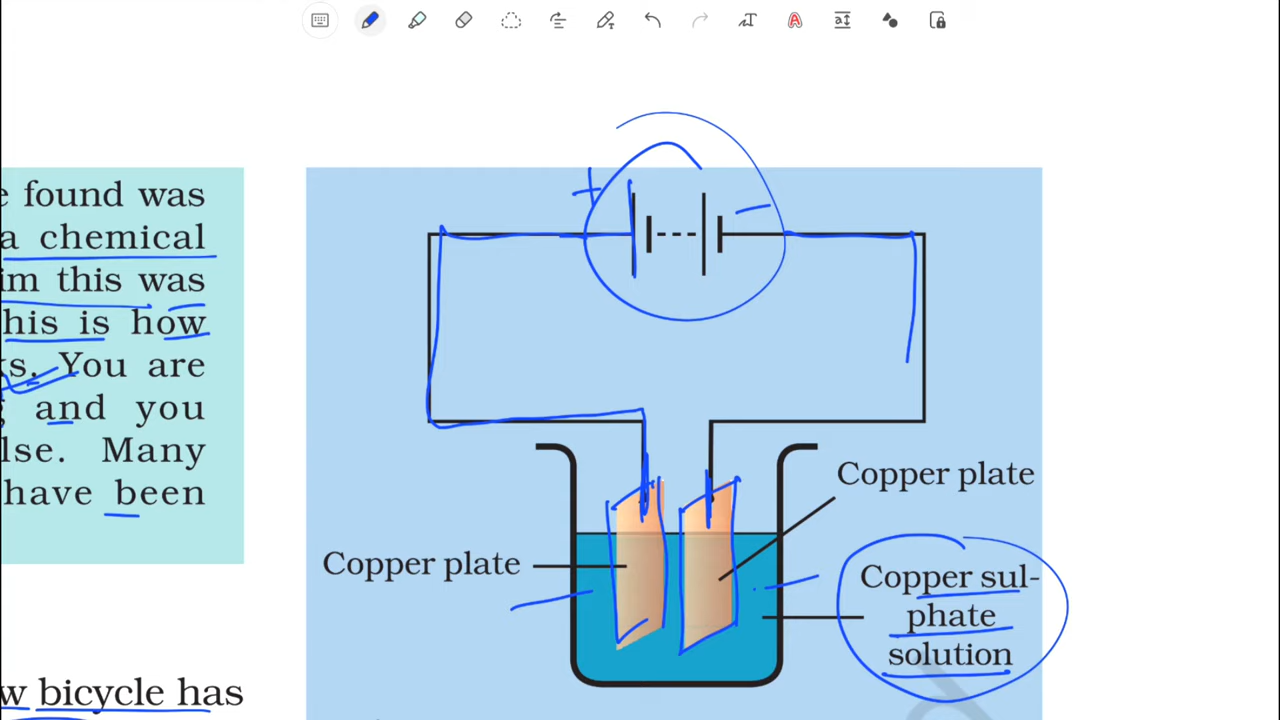 e found was
a chemical
im this was
his is how
ks. You are
g and you
lse. Many
have been
w bicycle has
+
−
Copper plate
Copper plate
Copper sul-
phate
solution